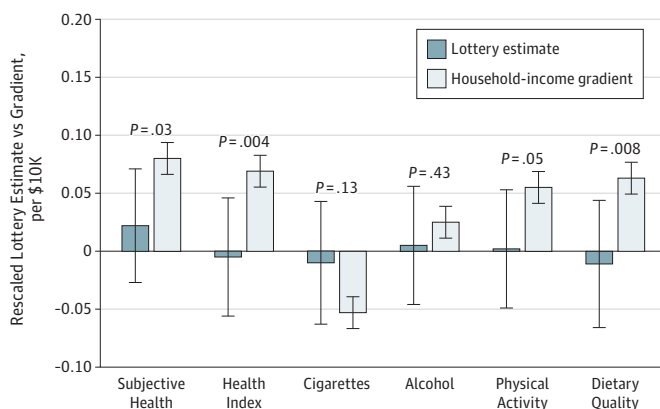 0.20
0.15
0.10
0.05
0
-0.05
-0.10
Rescaled Lottery Estimate vs Gradient,
per $10K
Lottery estimate
Household-income gradient
P = .03
P = .004
P = .13
P = .43
P = .05
P = .008
Subjective
Health
Health
Index
Cigarettes
Alcohol
Physical
Activity
Dietary
Quality